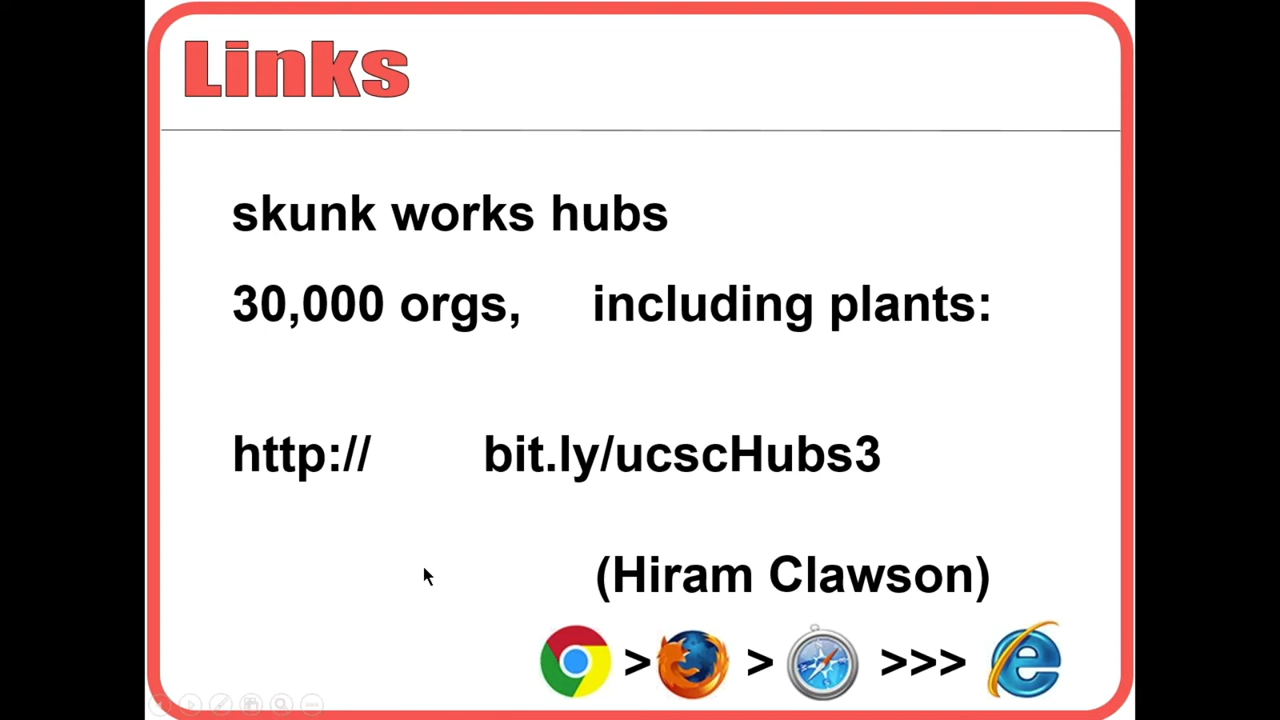 Links
skunk works hubs
30,000 orgs, including plants:
http:// bit.ly/ucscHubs3
(Hiram Clawson)
> > >>>